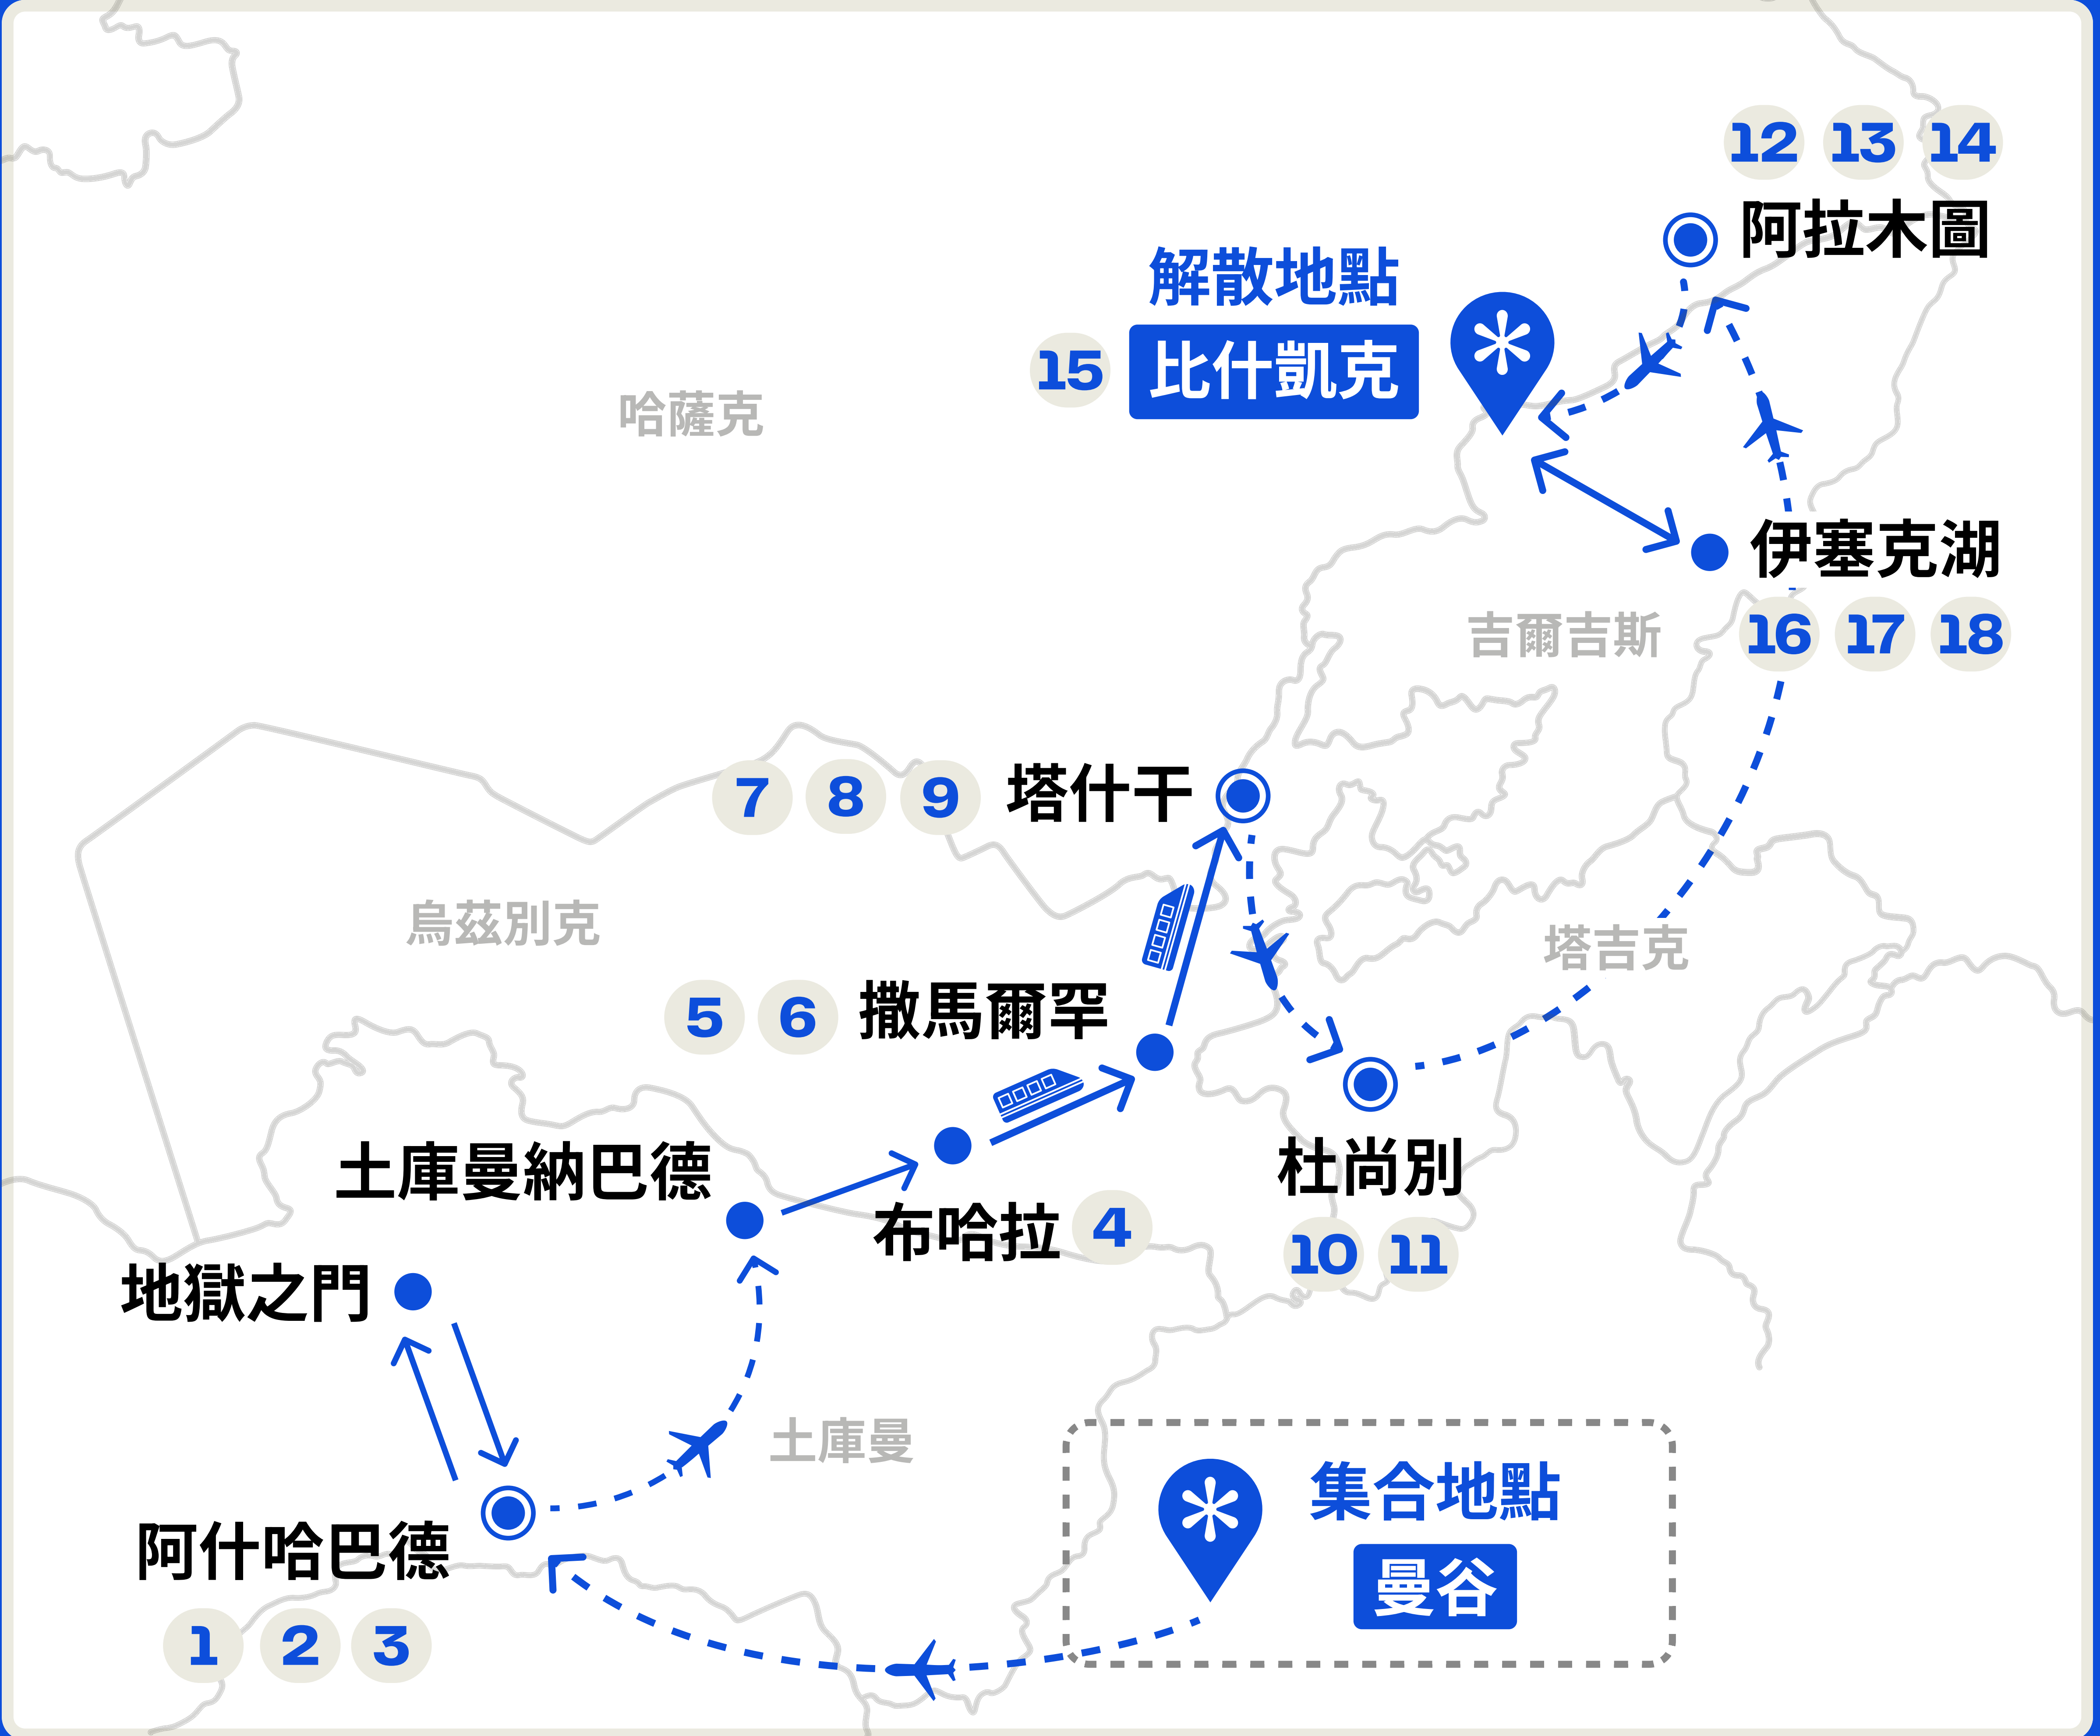 12 13 14
阿拉木圖
解散地點
15 比什凱克
哈薩克
伊塞克湖
16 17 18
吉爾吉斯
7 8 9 塔什干
烏茲別克
塔吉克
5 6 撒馬爾罕
土庫曼納巴德
布哈拉 4
杜尚別
10 11
地獄之門
土庫曼
集合地點
曼谷
阿什哈巴德
1 2 3